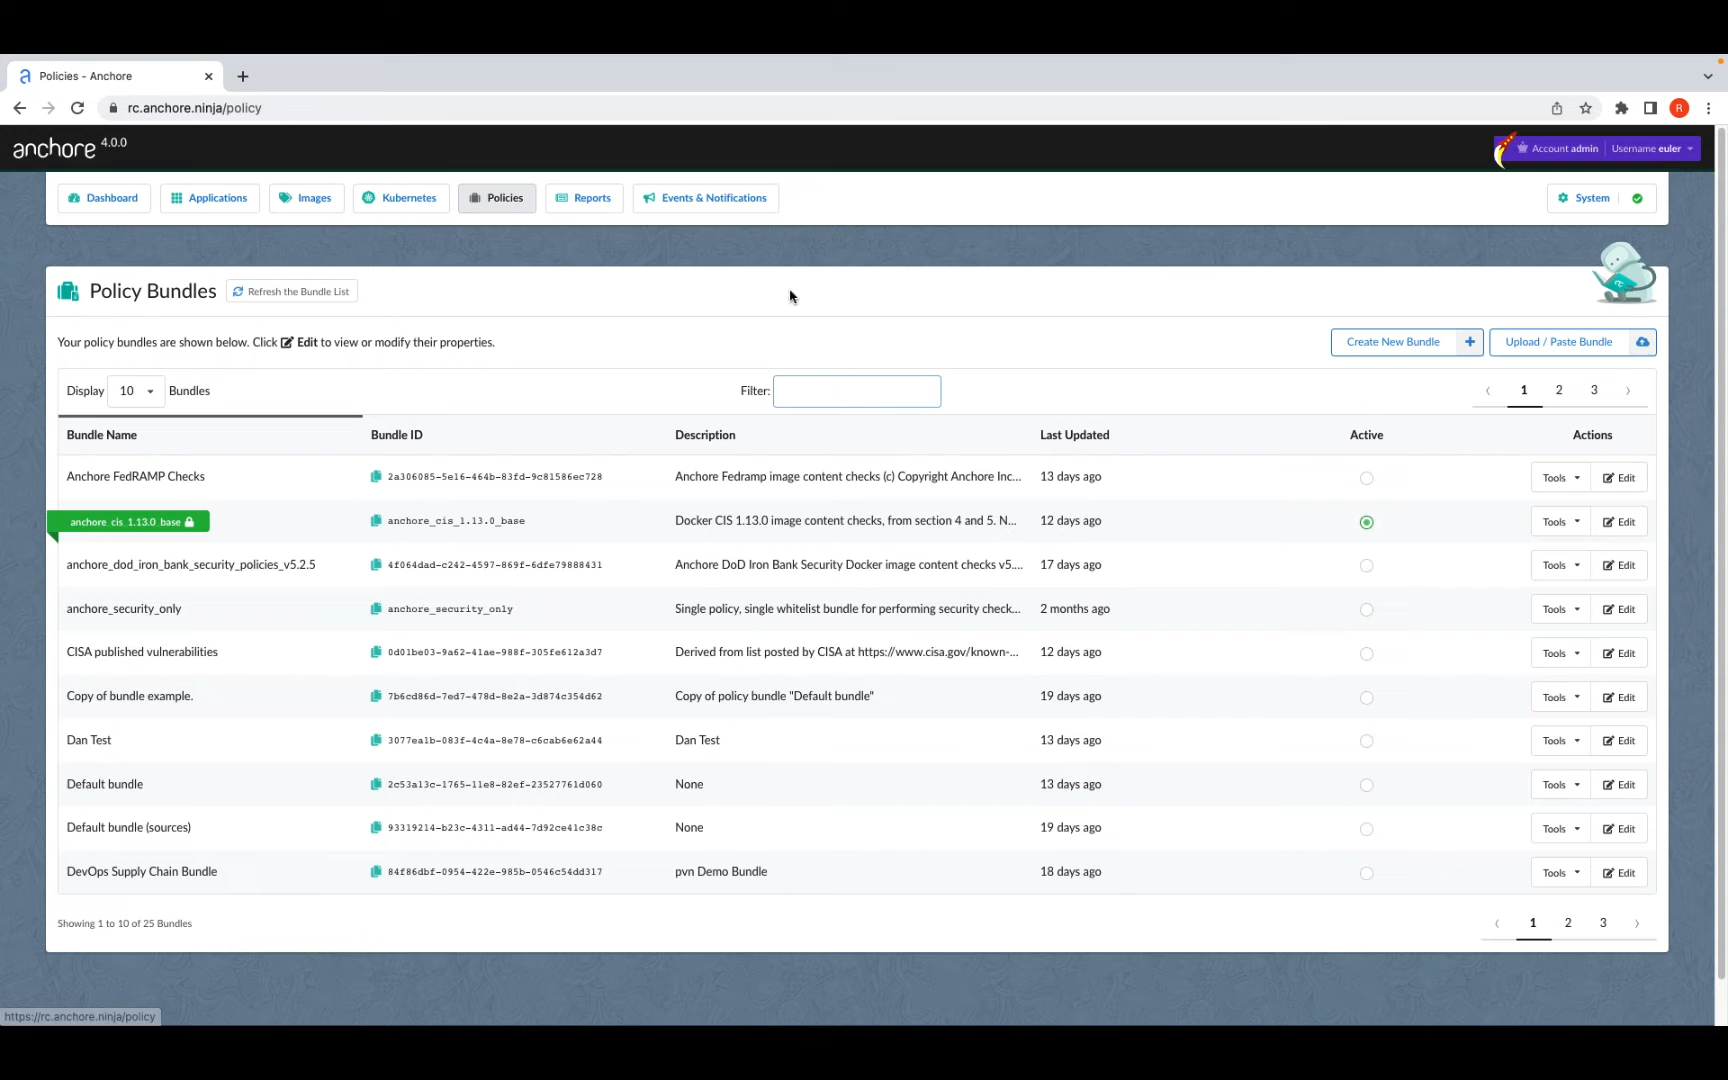 Policies - Anchore
rc.anchore.ninja/policy
R
anchore 4.0.0
Account admin Username euler
Dashboard Applications Images Kubernetes Policies Reports Events & Notifications System
Policy Bundles Refresh the Bundle List
Your policy bundles are shown below. Click Edit to view or modify their properties.
Create New Bundle + Upload / Paste Bundle
Display 10 Bundles Filter: 1 2 3
Bundle Name Bundle ID Description Last Updated Active Actions
Anchore FedRAMP Checks 2a306085-5e16-464b-83fd-9c81586ec728 Anchore Fedramp image content checks (c) Copyright Anchore Inc... 13 days ago Tools Edit
anchore_cis_1.13.0_base anchore_cis_1.13.0_base Docker CIS 1.13.0 image content checks, from section 4 and 5. N... 12 days ago Tools Edit
anchore_dod_iron_bank_security_policies_v5.2.5 4f064dad-c242-4597-869f-6dfe79888431 Anchore DoD Iron Bank Security Docker image content checks v5.... 17 days ago Tools Edit
anchore_security_only anchore_security_only Single policy, single whitelist bundle for performing security check... 2 months ago Tools Edit
CISA published vulnerabilities 0d01be03-9a62-41ae-988f-305fe612a3d7 Derived from list posted by CISA at https://www.cisa.gov/known-... 12 days ago Tools Edit
Copy of bundle example. 7b6cd86d-7ed7-478d-8e2a-3d874c354d62 Copy of policy bundle "Default bundle" 19 days ago Tools Edit
Dan Test 3077ea1b-083f-4c4a-8e78-c6cab6e62a44 Dan Test 13 days ago Tools Edit
Default bundle 2c53a13c-1765-11e8-82ef-23527761d060 None 13 days ago Tools Edit
Default bundle (sources) 93319214-b23c-4311-ad44-7d92ce41c38c None 19 days ago Tools Edit
DevOps Supply Chain Bundle 84f86dbf-0954-422e-985b-0546c54dd317 pvn Demo Bundle 18 days ago Tools Edit
Showing 1 to 10 of 25 Bundles 1 2 3
https://rc.anchore.ninja/policy